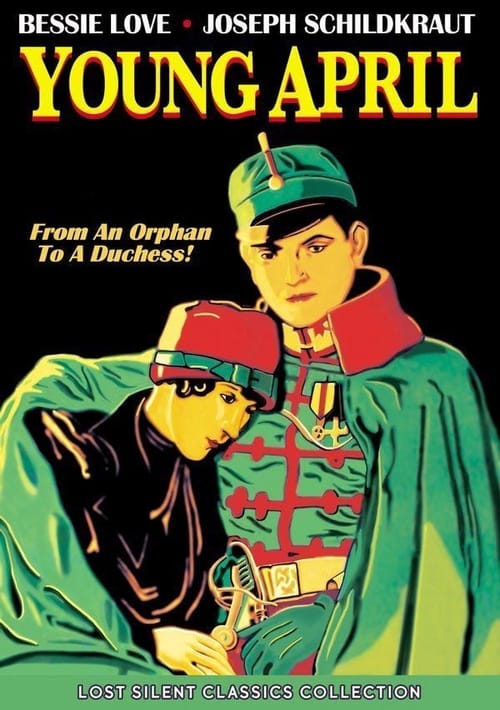 BESSIE LOVE • JOSEPH SCHILDKRAUT
YOUNG APRIL
From An Orphan
To A Duchess!
LOST SILENT CLASSICS COLLECTION